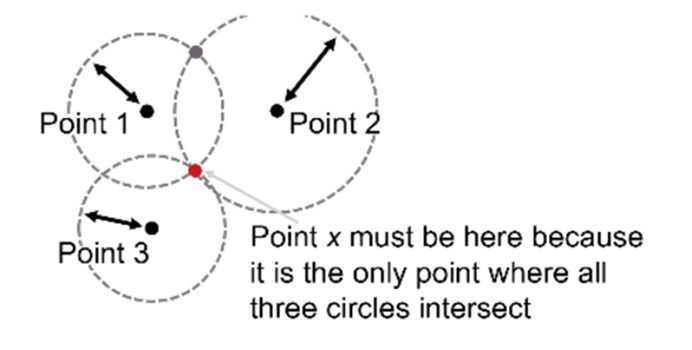 Point 1
Point 2
Point 3
Point x must be here because
it is the only point where all
three circles intersect